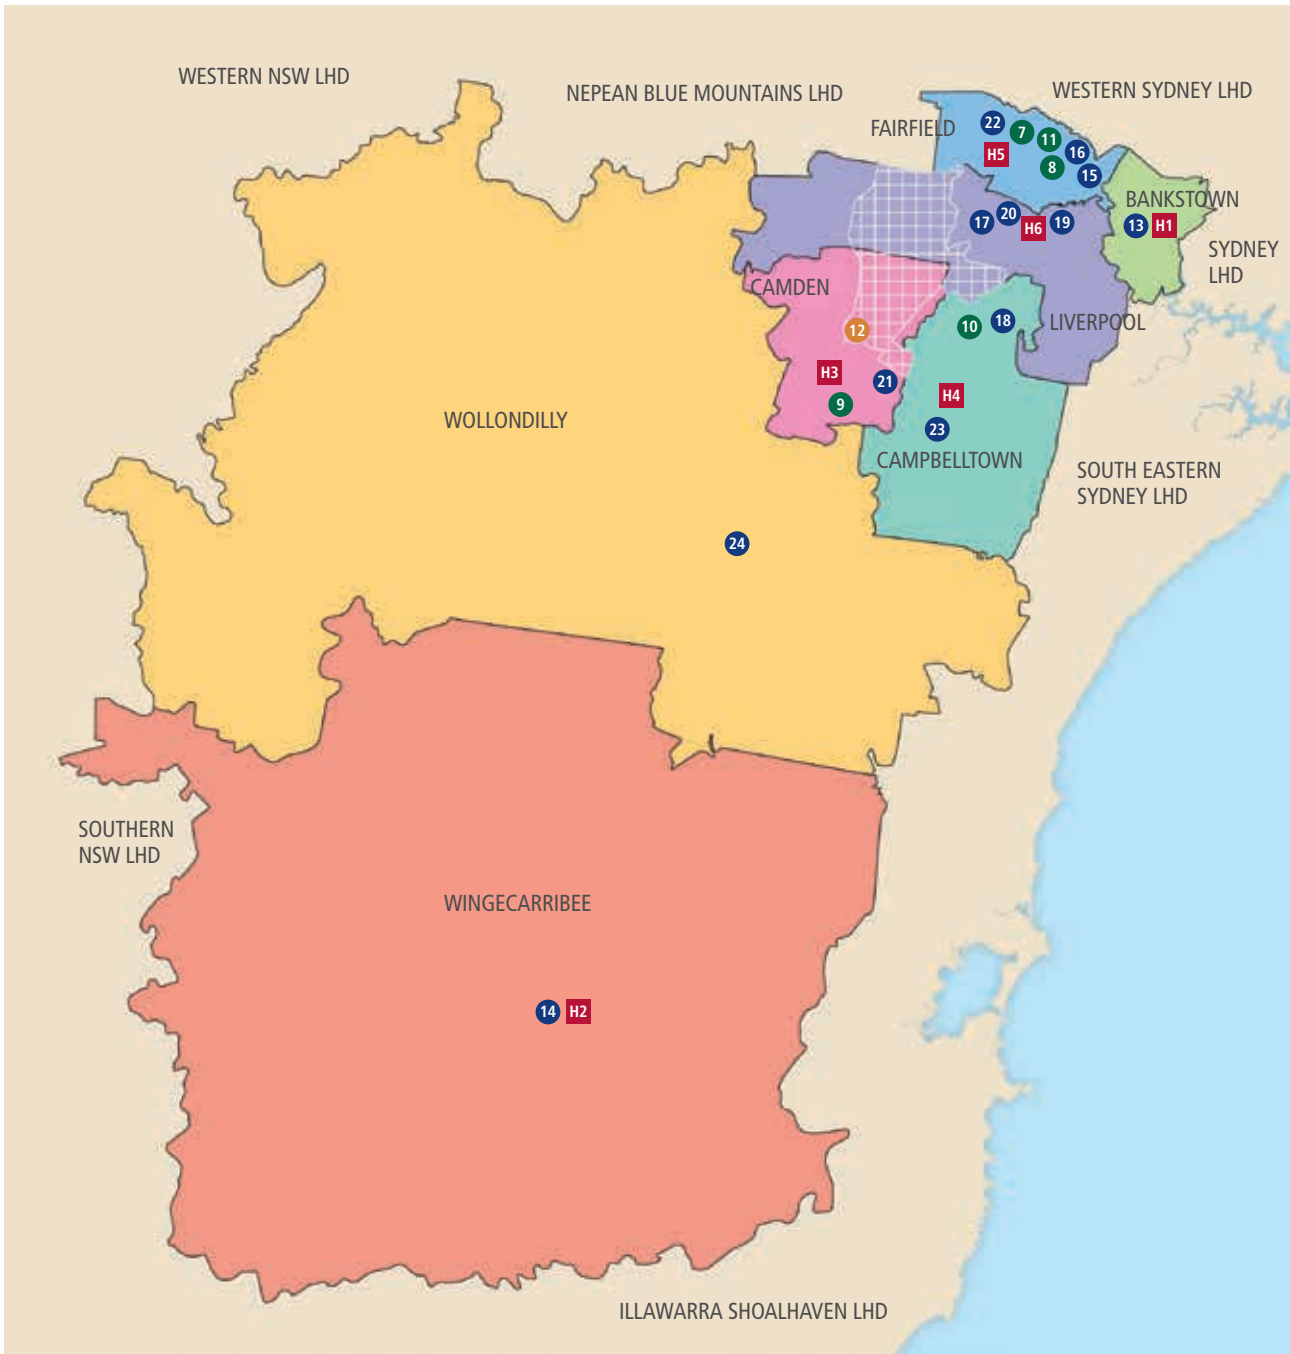 WESTERN NSW LHD
NEPEAN BLUE MOUNTAINS LHD
WESTERN SYDNEY LHD
FAIRFIELD
22
7
11
16
H5
8
15
BANKSTOWN
17
20
H6
19
13
H1
SYDNEY
LHD
CAMDEN
12
10
18
LIVERPOOL
H3
21
9
H4
23
WOLLONDILLY
CAMPBELLTOWN
SOUTH EASTERN
SYDNEY LHD
24
SOUTHERN
NSW LHD
WINGECARRIBEE
14
H2
ILLAWARRA SHOALHAVEN LHD